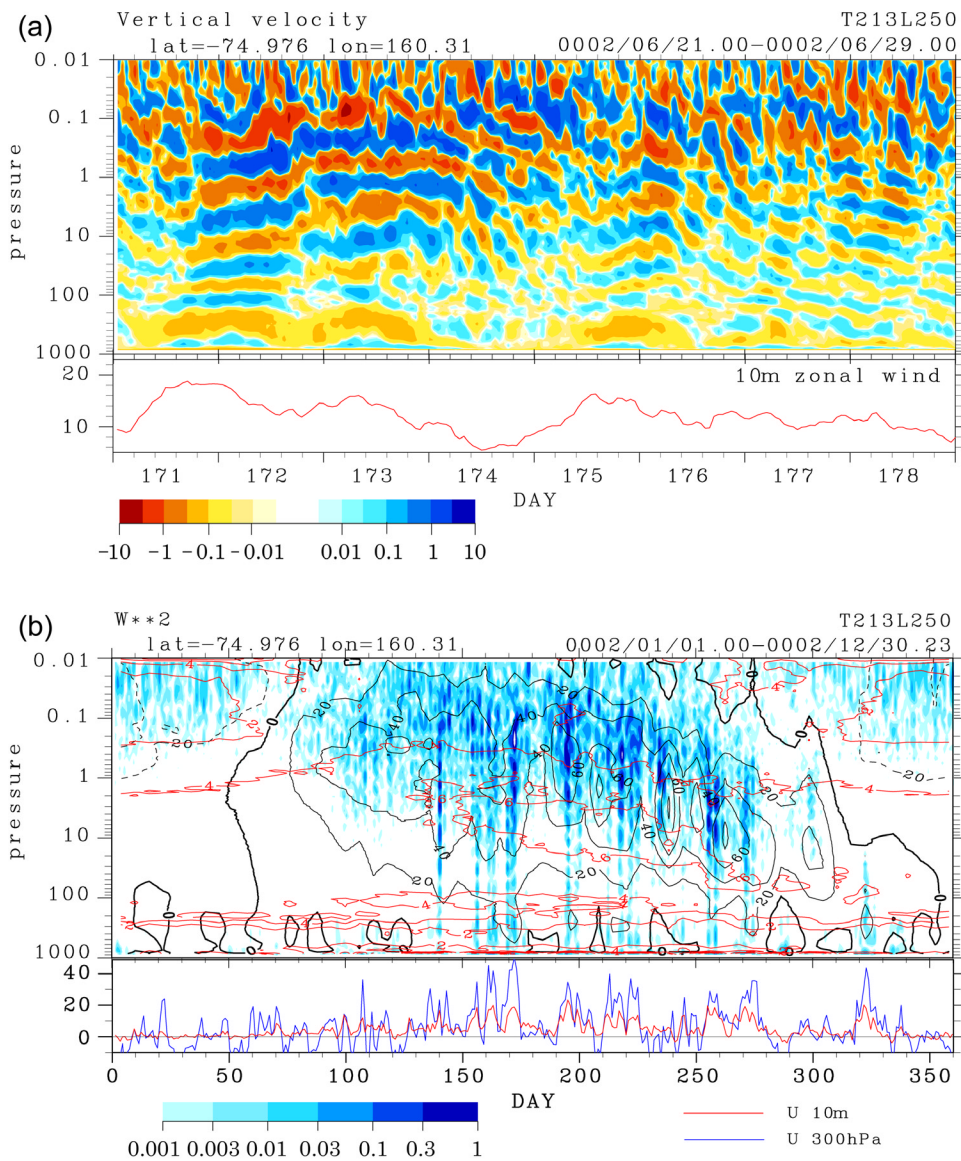 (a)
Vertical velocity T213L250
lat=-74.976 lon=160.31 0002/06/21.00-0002/06/29.00
0.01
0.1
1
10
100
1000
pressure
20
10
10m zonal wind
171 172 173 174 175 176 177 178
DAY
-10 -1 -0.1 -0.01 0.01 0.1 1 10
(b)
W**2 T213L250
lat=-74.976 lon=160.31 0002/01/01.00-0002/12/30.23
0.01
0.1
1
10
100
1000
pressure
40
20
0
0 50 100 150 200 250 300 350
DAY
0.001 0.003 0.01 0.03 0.1 0.3 1
U 10m
U 300hPa